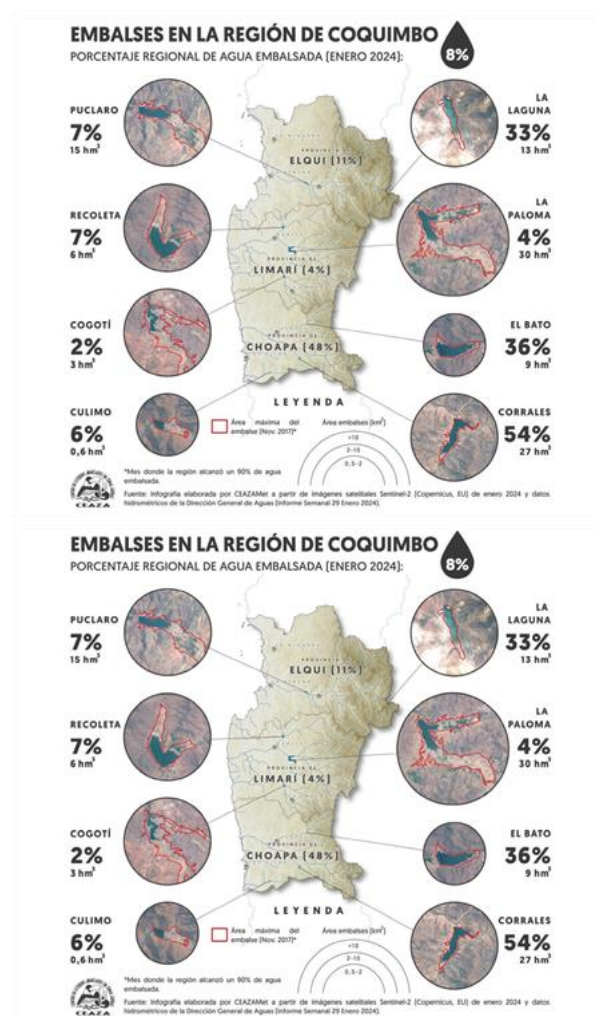 EMBALSES EN LA REGIÓN DE COQUIMBO
8%
PORCENTAJE REGIONAL DE AGUA EMBALSADA (ENERO 2024):
PUCLARO
7%
15 hm³
LA
LAGUNA
33%
13 hm³
PROVINCIA
ELQUI (11%)
RECOLETA
7%
6 hm³
LA
PALOMA
4%
30 hm³
PROVINCIA DE
LIMARÍ (4%)
COGOTÍ
2%
3 hm³
EL BATO
36%
9 hm³
PROVINCIA DE
CHOAPA (48%)
CULIMO
6%
0,6 hm³
LEYENDA
Área máxima del
embalse (Nov. 2017)*
Área embalses (km²)
>10
2-10
0,5-2
CORRALES
54%
27 hm³
*Mes donde la región alcanzó un 90% de agua
embalsada.
CEAZA
Fuente: Infografía elaborada por CEAZAMet a partir de imágenes satelitales Sentinel-2 (Copernicus, EU) de enero 2024 y datos
hidrométricos de la Dirección General de Aguas (Informe Semanal 29 Enero 2024).
EMBALSES EN LA REGIÓN DE COQUIMBO
8%
PORCENTAJE REGIONAL DE AGUA EMBALSADA (ENERO 2024):
PUCLARO
7%
15 hm³
LA
LAGUNA
33%
13 hm³
PROVINCIA
ELQUI (11%)
RECOLETA
7%
6 hm³
LA
PALOMA
4%
30 hm³
PROVINCIA DE
LIMARÍ (4%)
COGOTÍ
2%
3 hm³
EL BATO
36%
9 hm³
PROVINCIA DE
CHOAPA (48%)
CULIMO
6%
0,6 hm³
LEYENDA
Área máxima del
embalse (Nov. 2017)*
Área embalses (km²)
>10
2-10
0,5-2
CORRALES
54%
27 hm³
*Mes donde la región alcanzó un 90% de agua
embalsada.
CEAZA
Fuente: Infografía elaborada por CEAZAMet a partir de imágenes satelitales Sentinel-2 (Copernicus, EU) de enero 2024 y datos
hidrométricos de la Dirección General de Aguas (Informe Semanal 29 Enero 2024).